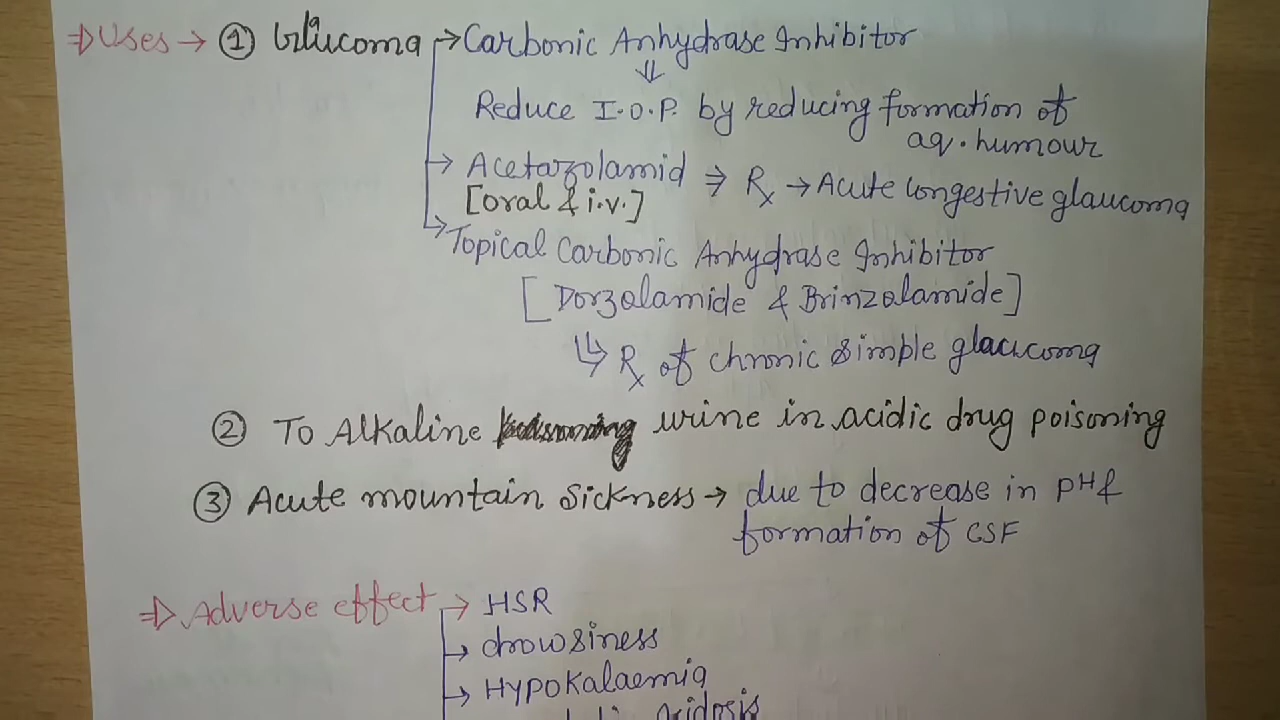 ⇒ Uses → ① Glaucoma → Carbonic Anhydrase Inhibitor
⇓
Reduce I.O.P. by reducing formation of
aq. humour
→ Acetazolamid ⇒ Rx → Acute congestive glaucoma
[oral & i.v.]
→ Topical Carbonic Anhydrase Inhibitor
[Dorzolamide & Brinzolamide]
↳ Rx of chronic simple glaucoma
② To Alkaline urine in acidic drug poisoning
③ Acute mountain sickness → due to decrease in pH &
formation of CSF
⇒ Adverse effect → HSR
→ drowsiness
→ Hypokalaemia
acidosis